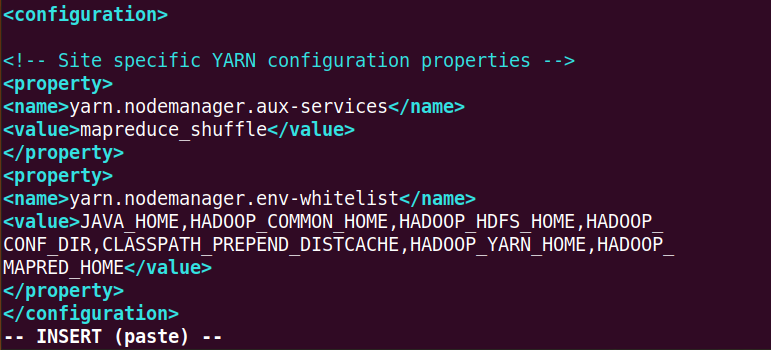 <configuration>

<!-- Site specific YARN configuration properties -->
<property>
<name>yarn.nodemanager.aux-services</name>
<value>mapreduce_shuffle</value>
</property>
<property>
<name>yarn.nodemanager.env-whitelist</name>
<value>JAVA_HOME,HADOOP_COMMON_HOME,HADOOP_HDFS_HOME,HADOOP_
CONF_DIR,CLASSPATH_PREPEND_DISTCACHE,HADOOP_YARN_HOME,HADOOP_
MAPRED_HOME</value>
</property>
</configuration>
-- INSERT (paste) --